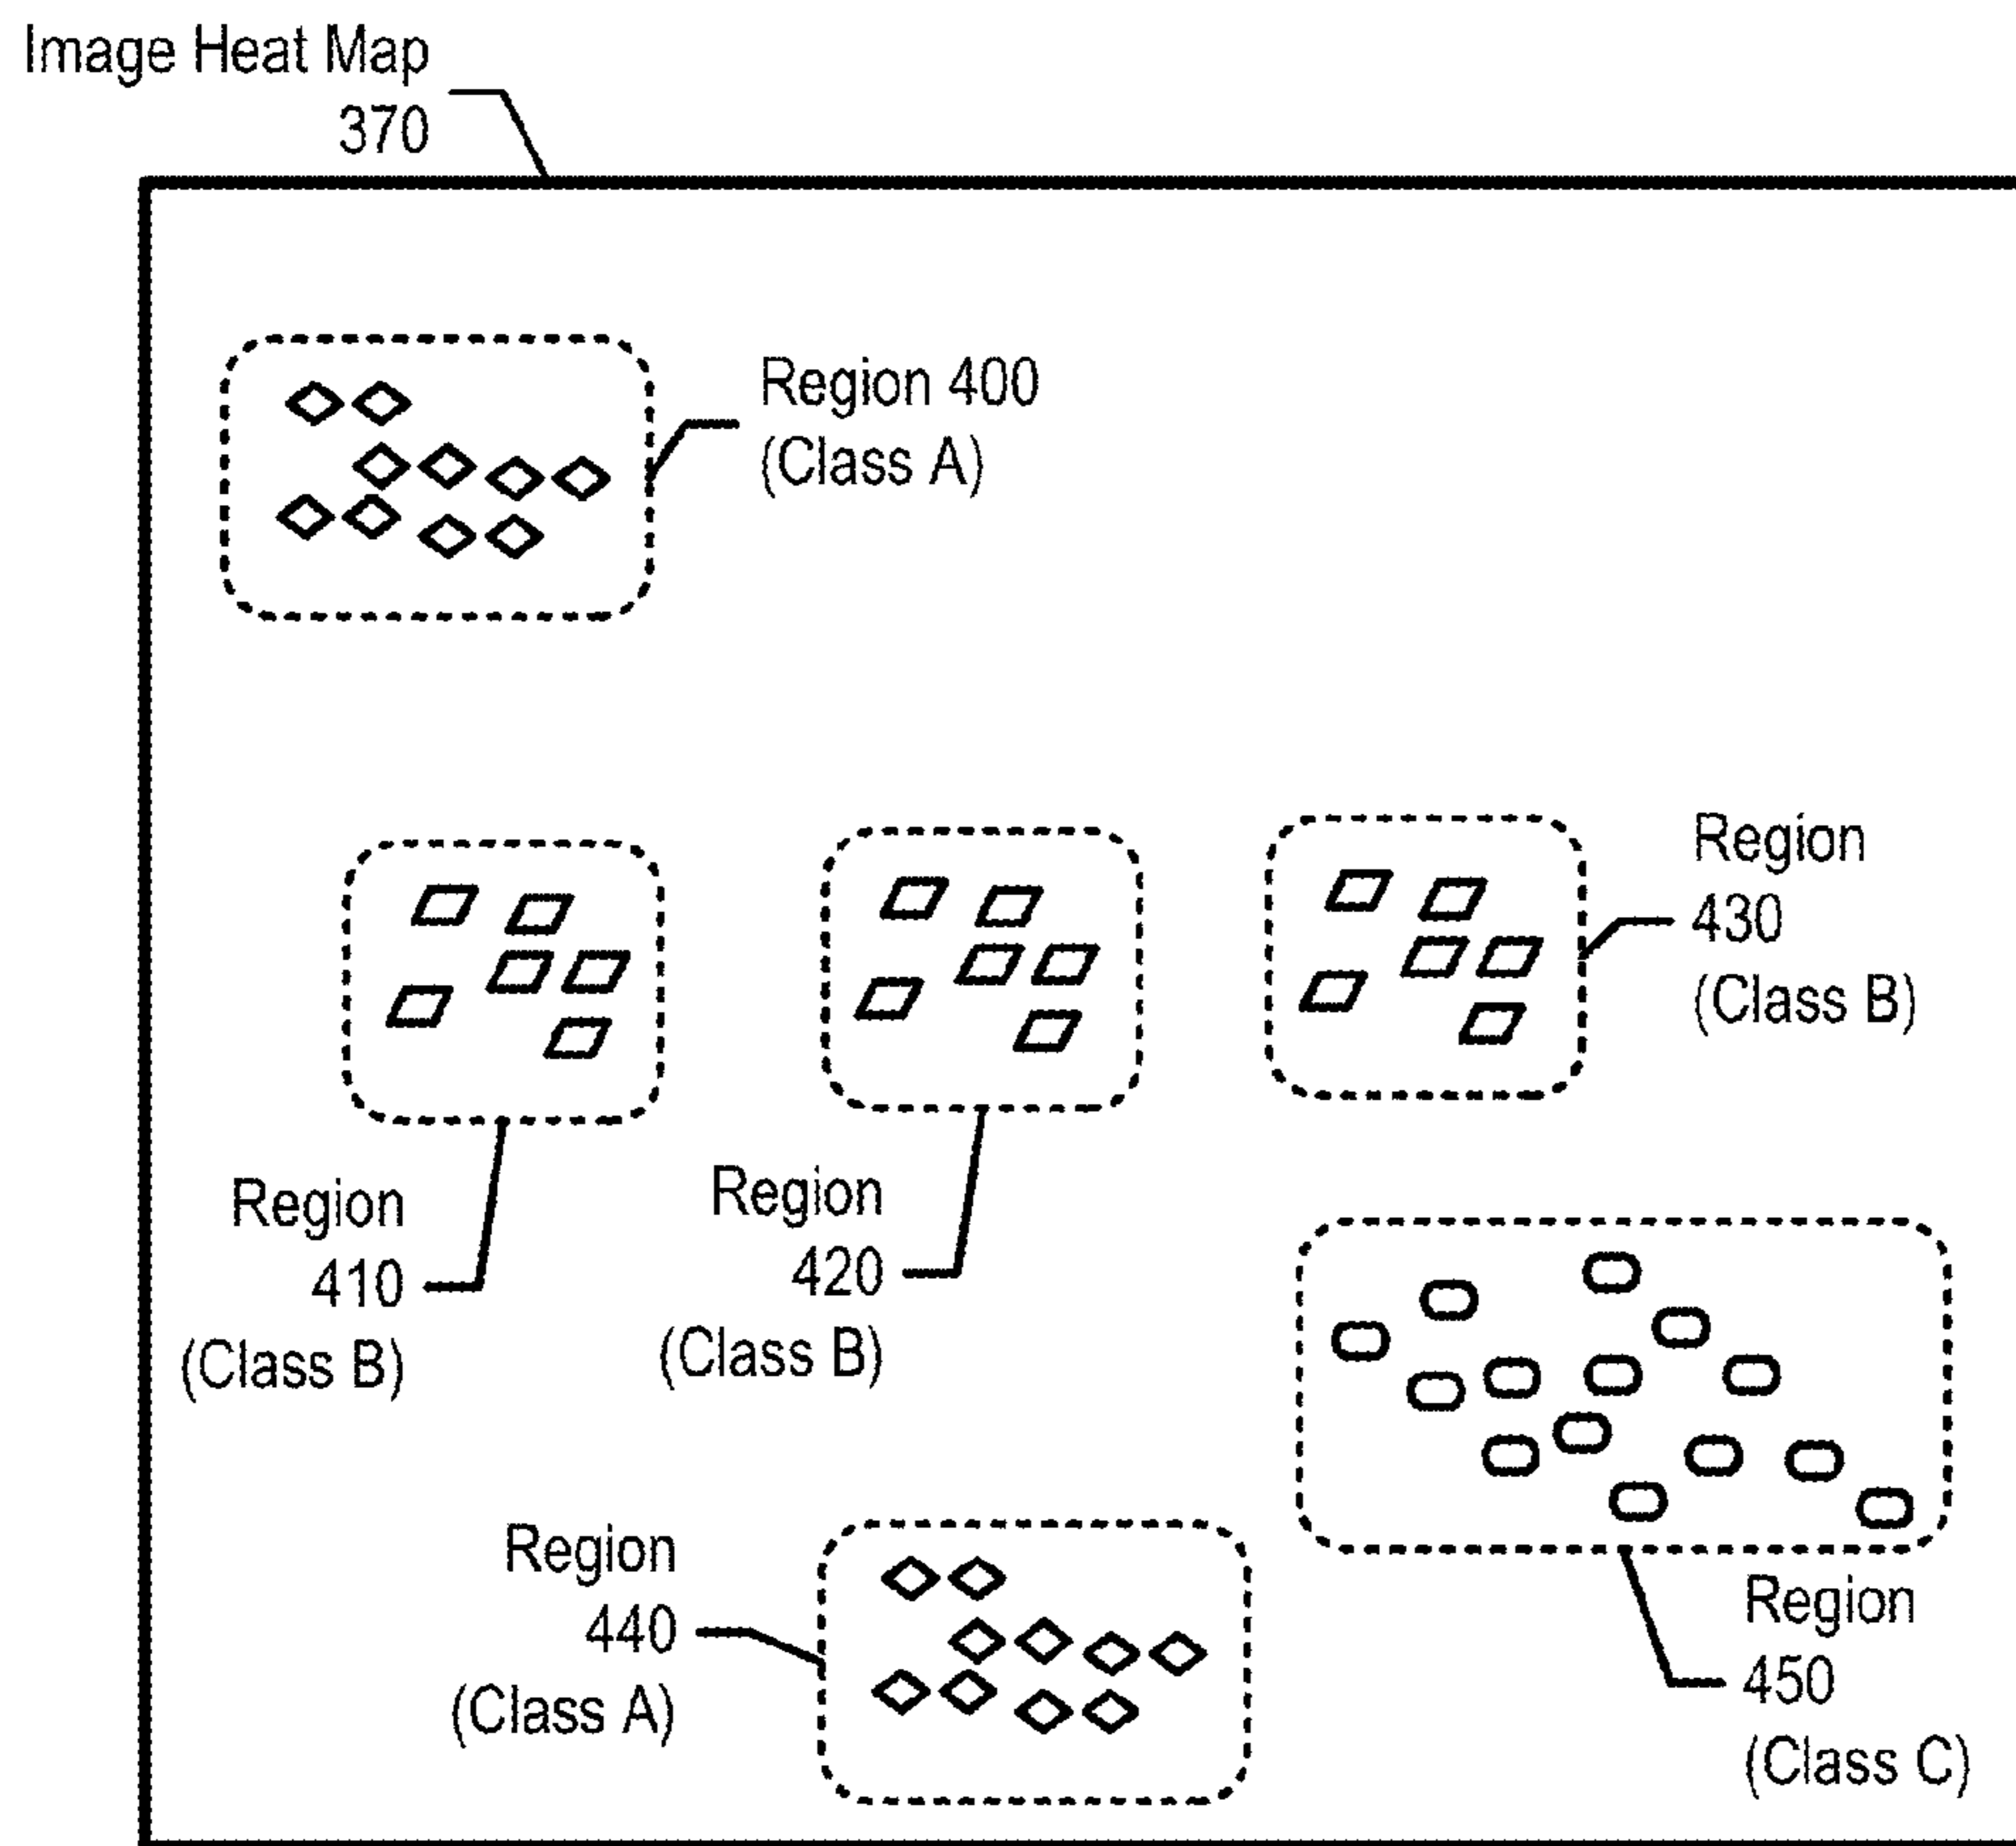 Image Heat Map
370
Region 400
(Class A)
Region
430
(Class B)
Region
410
(Class B)
Region
420
(Class B)
Region
440
(Class A)
Region
450
(Class C)